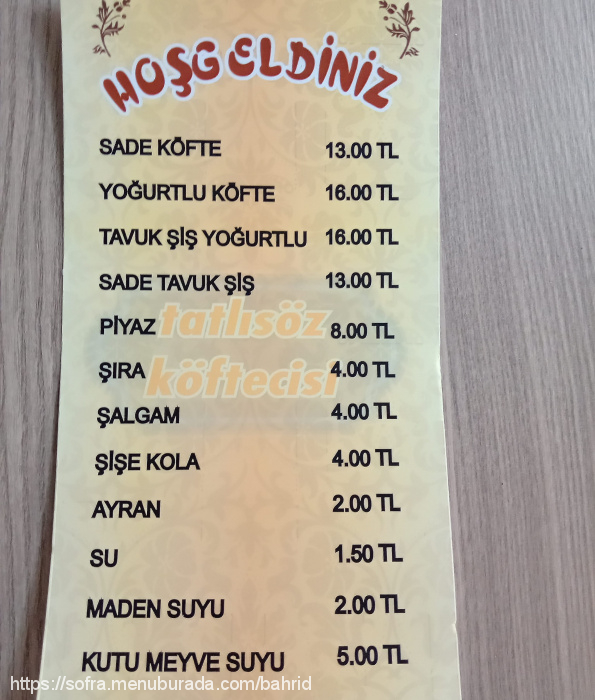 HOŞGELDİNİZ
SADE KÖFTE 13.00 TL
YOĞURTLU KÖFTE 16.00 TL
TAVUK ŞİŞ YOĞURTLU 16.00 TL
SADE TAVUK ŞİŞ 13.00 TL
tatlısöz
PİYAZ 8.00 TL
köftecisi
ŞIRA 4.00 TL
ŞALGAM 4.00 TL
ŞİŞE KOLA 4.00 TL
AYRAN 2.00 TL
SU 1.50 TL
MADEN SUYU 2.00 TL
KUTU MEYVE SUYU 5.00 TL
https://sofra.menuburada.com/bahrid